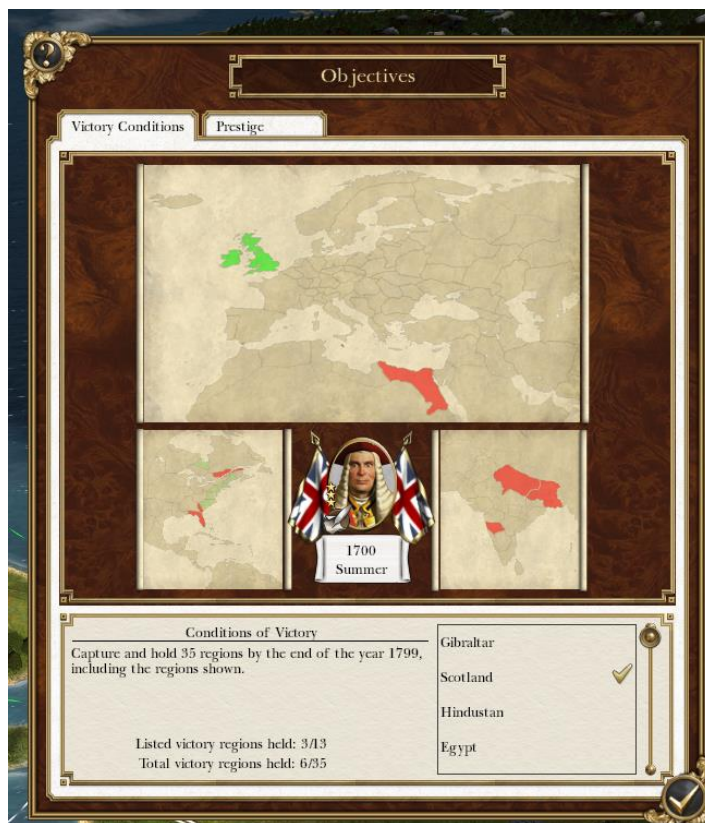 ?
Objectives
Victory Conditions
Prestige
1700
Summer
Conditions of Victory
Capture and hold 35 regions by the end of the year 1799,
including the regions shown.
Listed victory regions held: 3/13
Total victory regions held: 6/35
Gibraltar
Scotland
Hindustan
Egypt